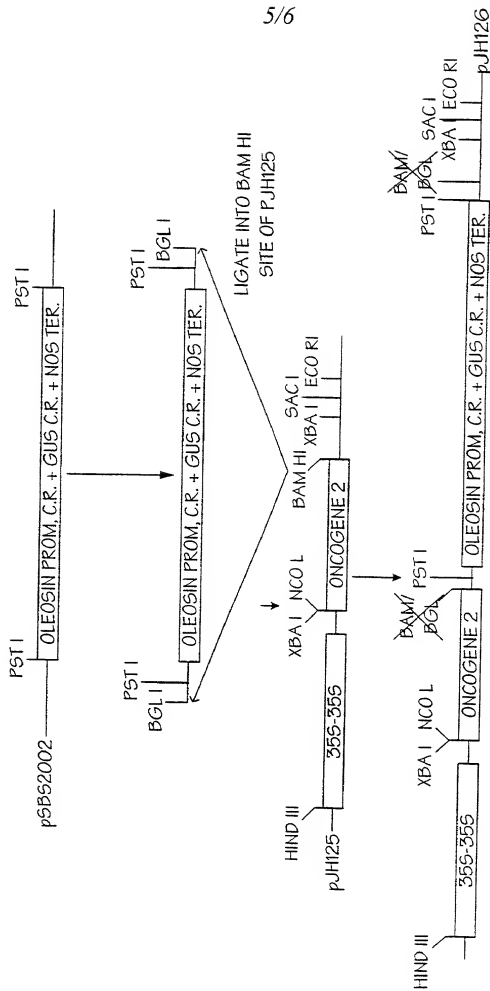 5/6
PST I
PST I
pSBS2002
OLEOSIN PROM, C.R. + GUS C.R. + NOS TER.
PST I
BGL I
PST I
BGL I
OLEOSIN PROM, C.R. + GUS C.R. + NOS TER.
LIGATE INTO BAM HI
SITE OF PJH125
HIND III
XBA I
NCO L
BAM HI
XBA I
SAC I
ECO RI
pJH125
35S-35S
ONCOGENE 2
HIND III
XBA I
NCO L
BAM/
BGL
PST I
PST I
BAM/
BGL
XBA I
SAC I
ECO RI
35S-35S
ONCOGENE 2
OLEOSIN PROM, C.R. + GUS C.R. + NOS TER.
pJH126